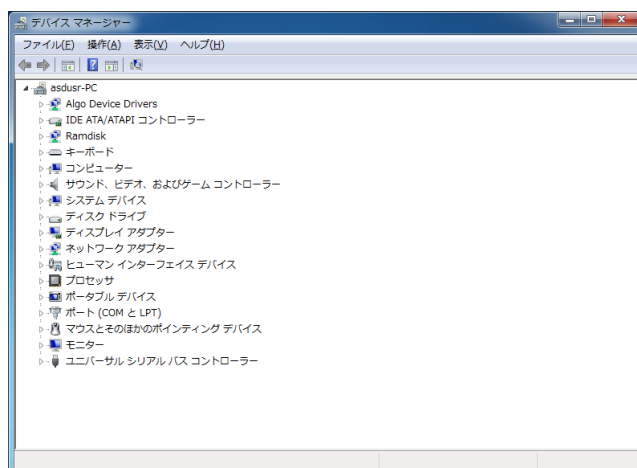 デバイス マネージャー
ファイル(F) 操作(A) 表示(V) ヘルプ(H)
asdusr-PC
Algo Device Drivers
IDE ATA/ATAPI コントローラー
Ramdisk
キーボード
コンピューター
サウンド、ビデオ、およびゲーム コントローラー
システム デバイス
ディスク ドライブ
ディスプレイ アダプター
ネットワーク アダプター
ヒューマン インターフェイス デバイス
プロセッサ
ポータブル デバイス
ポート (COM と LPT)
マウスとそのほかのポインティング デバイス
モニター
ユニバーサル シリアル バス コントローラー